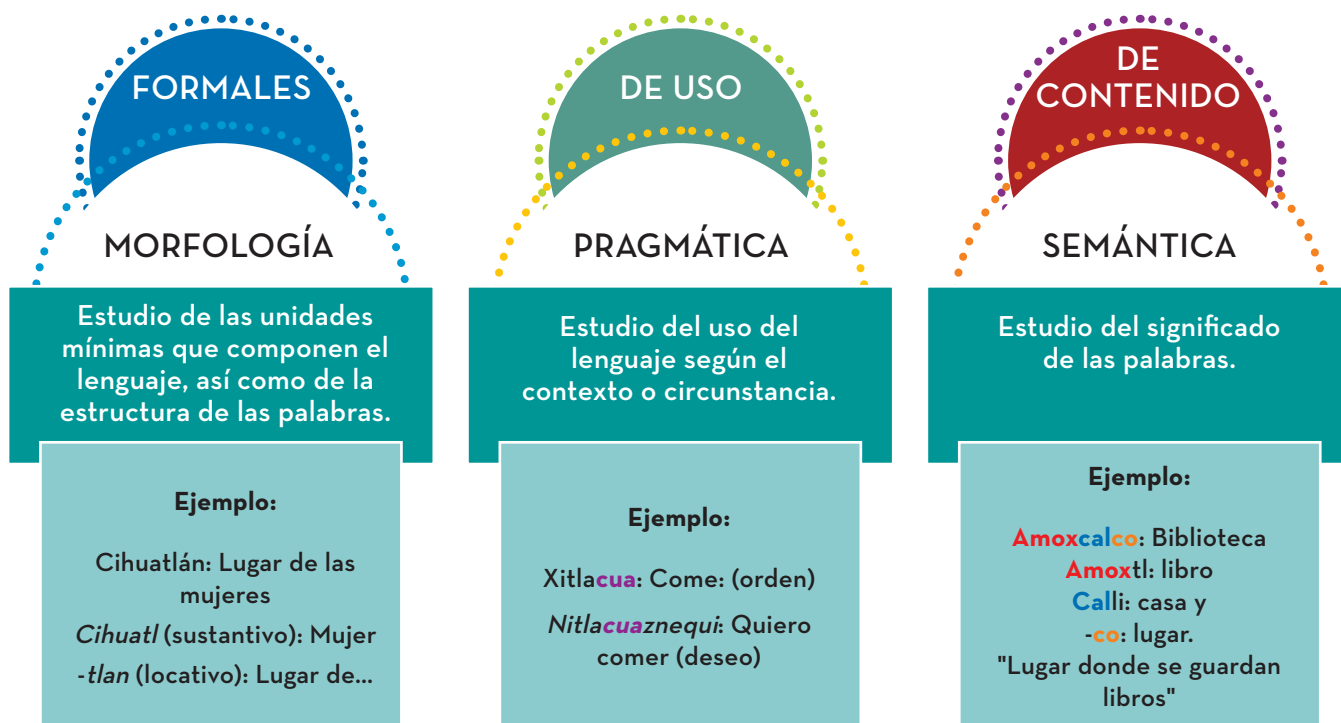 FORMALES
MORFOLOGÍA
Estudio de las unidades
mínimas que componen el
lenguaje, así como de la
estructura de las palabras.
Ejemplo:
Cihuatlán: Lugar de las
mujeres
Cihuatl (sustantivo): Mujer
-tlan (locativo): Lugar de...
DE USO
PRAGMÁTICA
Estudio del uso del
lenguaje según el
contexto o circunstancia.
Ejemplo:
Xitlacua: Come: (orden)
Nitlacuaznequi: Quiero
comer (deseo)
DE
CONTENIDO
SEMÁNTICA
Estudio del significado
de las palabras.
Ejemplo:
Amoxcalco: Biblioteca
Amoxtl: libro
Calli: casa y
-co: lugar.
"Lugar donde se guardan
libros"